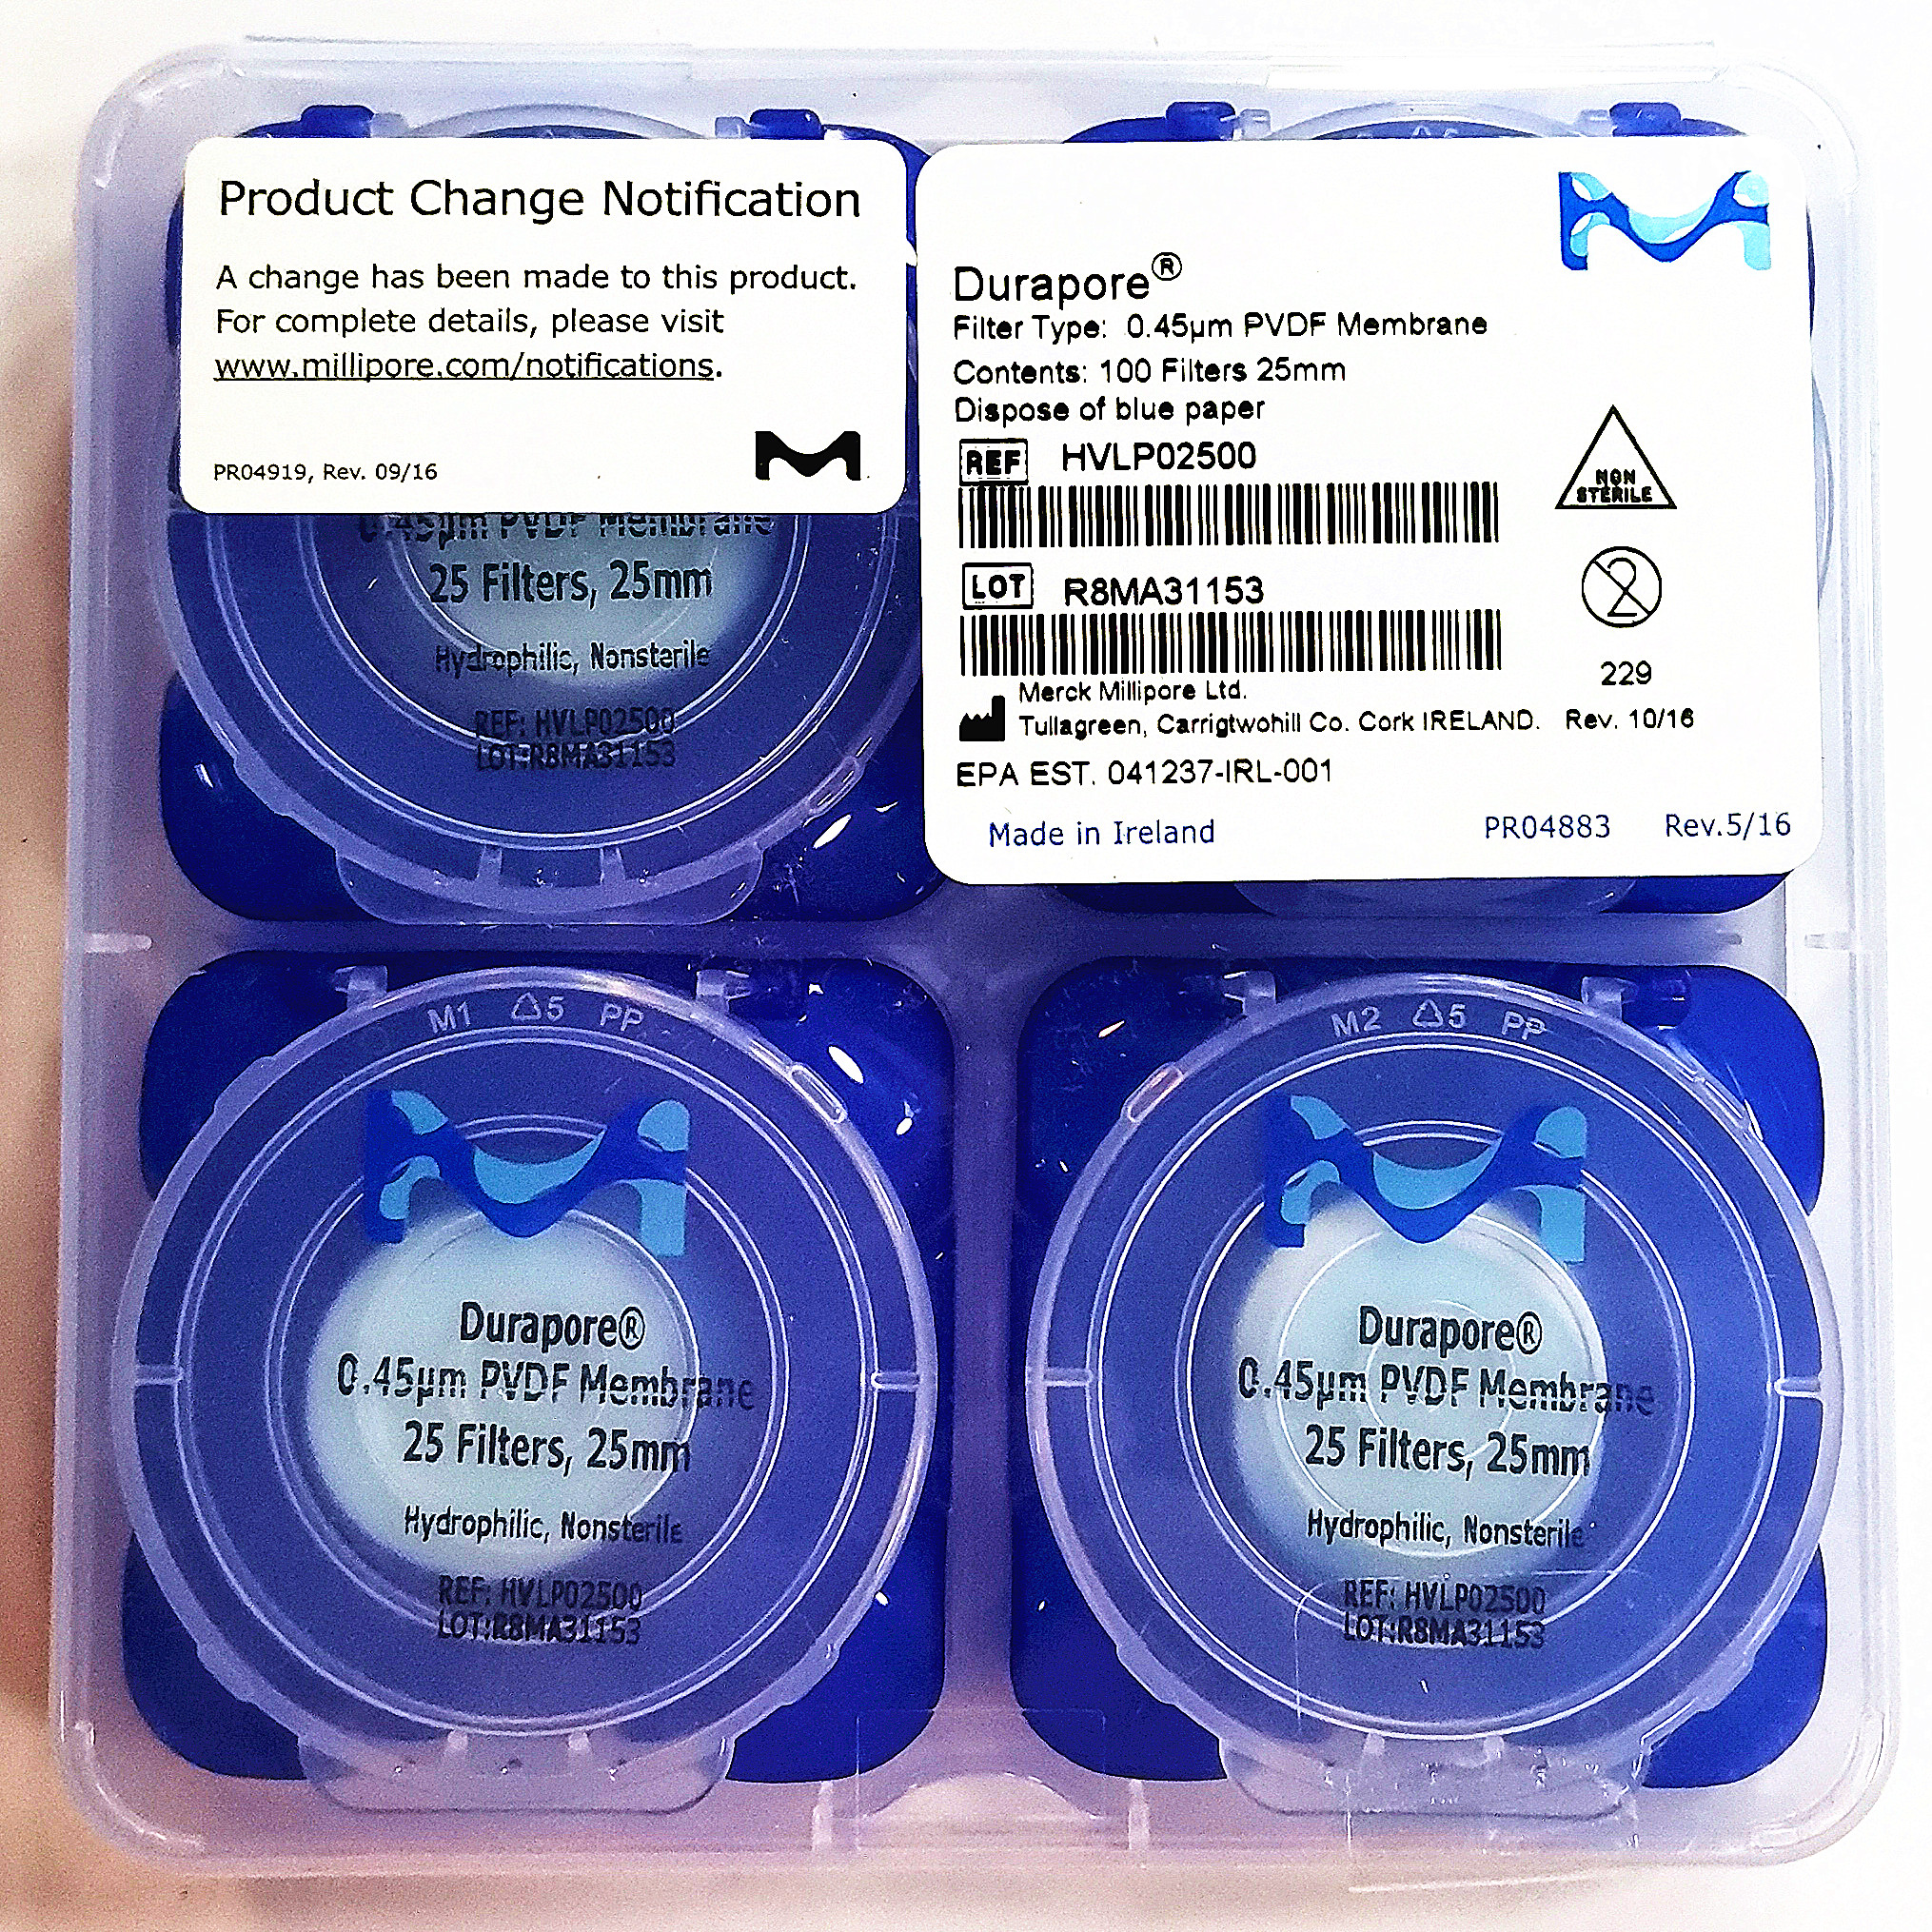 Product Change Notification
A change has been made to this product.
For complete details, please visit
www.millipore.com/notifications.
PR04919, Rev. 09/16
Durapore®
Filter Type: 0.45µm PVDF Membrane
Contents: 100 Filters 25mm
Dispose of blue paper
REF HVLP02500
LOT R8MA31153
NON
STERILE
2
229
Merck Millipore Ltd.
Tullagreen, Carrigtwohill Co. Cork IRELAND. Rev. 10/16
EPA EST. 041237-IRL-001
Made in Ireland PR04883 Rev.5/16
0.45µm PVDF Membrane
25 Filters, 25mm
Hydrophilic, Nonsterile
REF: HVLP02500
LOT:R8MA31153
M1 5 PP
Durapore®
0.45µm PVDF Membrane
25 Filters, 25mm
Hydrophilic, Nonsterile
REF: HVLP02500
LOT:R8MA31153
M2 5 PP
Durapore®
0.45µm PVDF Membrane
25 Filters, 25mm
Hydrophilic, Nonsterile
REF: HVLP02500
LOT:R8MA31153